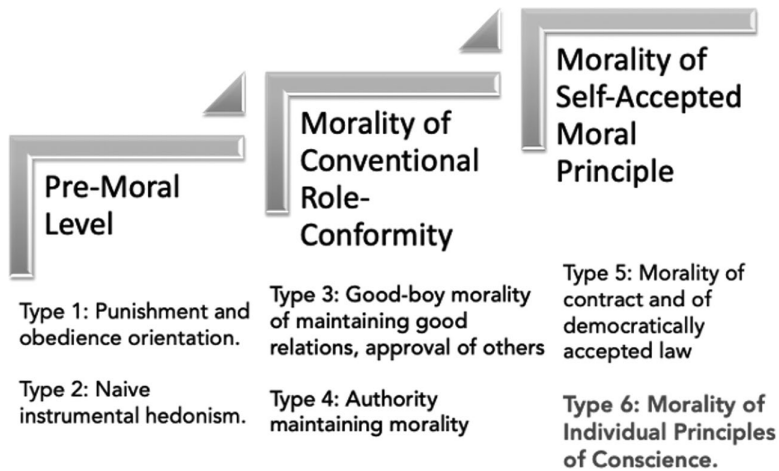 Pre-Moral
Level
Type 1: Punishment and
obedience orientation.
Type 2: Naive
instrumental hedonism.
Morality of
Conventional
Role-
Conformity
Type 3: Good-boy morality
of maintaining good
relations, approval of others
Type 4: Authority
maintaining morality
Morality of
Self-Accepted
Moral
Principle
Type 5: Morality of
contract and of
democratically
accepted law
Type 6: Morality of
Individual Principles
of Conscience.